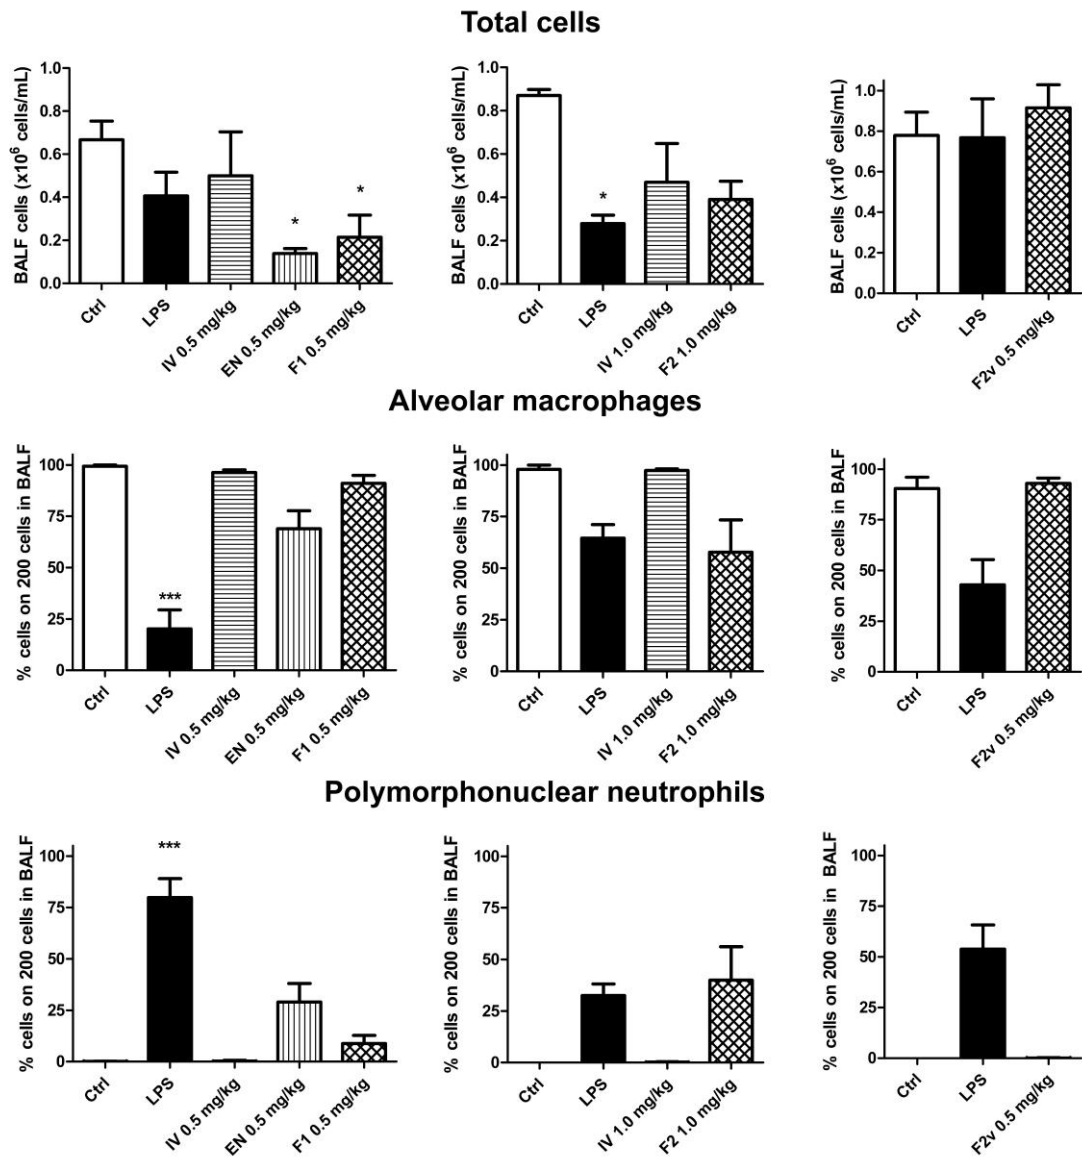 Total cells
BALF cells (x10⁶ cells/mL)
1.0
0.8
0.6
0.4
0.2
0.0
*
*
Ctrl
LPS
IV 0.5 mg/kg
EN 0.5 mg/kg
F1 0.5 mg/kg
BALF cells (x10⁶ cells/mL)
1.0
0.8
0.6
0.4
0.2
0.0
*
Ctrl
LPS
IV 1.0 mg/kg
F2 1.0 mg/kg
BALF cells (x10⁶ cells/mL)
1.0
0.8
0.6
0.4
0.2
0.0
Ctrl
LPS
F2v 0.5 mg/kg
Alveolar macrophages
% cells on 200 cells in BALF
100
75
50
25
0
***
Ctrl
LPS
IV 0.5 mg/kg
EN 0.5 mg/kg
F1 0.5 mg/kg
% cells on 200 cells in BALF
100
75
50
25
0
Ctrl
LPS
IV 1.0 mg/kg
F2 1.0 mg/kg
% cells on 200 cells in BALF
100
75
50
25
0
Ctrl
LPS
F2v 0.5 mg/kg
Polymorphonuclear neutrophils
% cells on 200 cells in BALF
100
75
50
25
0
***
Ctrl
LPS
IV 0.5 mg/kg
EN 0.5 mg/kg
F1 0.5 mg/kg
% cells on 200 cells in BALF
100
75
50
25
0
Ctrl
LPS
IV 1.0 mg/kg
F2 1.0 mg/kg
% cells on 200 cells in BALF
100
75
50
25
0
Ctrl
LPS
F2v 0.5 mg/kg